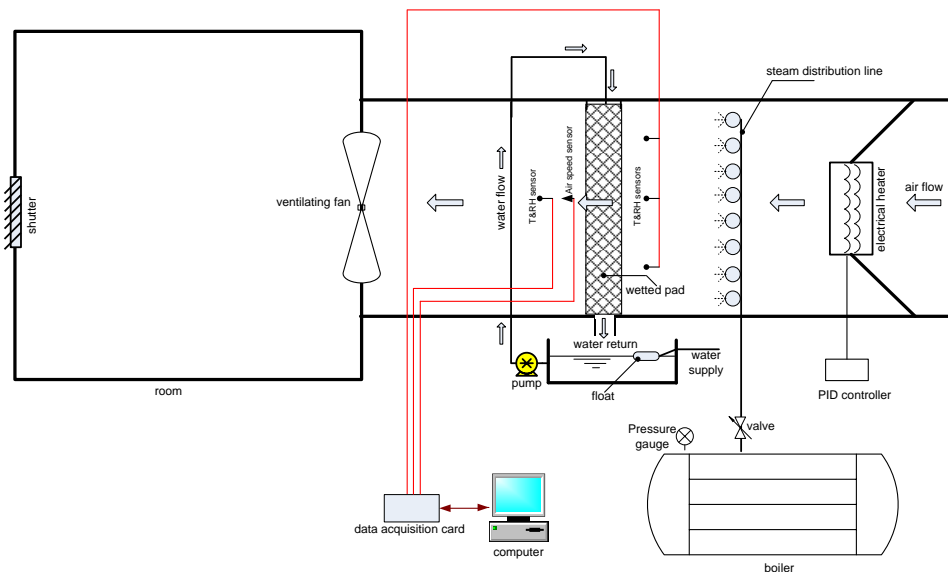 steam distribution line
air flow
electrical heater
T&RH sensors
Air speed sensor
T&RH sensor
water flow
ventilating fan
shutter
wetted pad
water return
water
supply
float
pump
room
PID controller
valve
Pressure
gauge
data acquisition card
computer
boiler